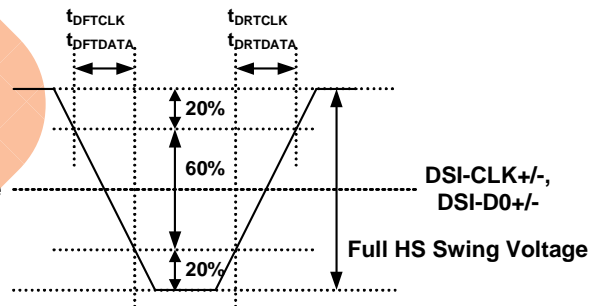 tDFTCLK
tDFTDATA
tDRTCLK
tDRTDATA
20%
60%
20%
DSI-CLK+/-,
DSI-D0+/-
Full HS Swing Voltage